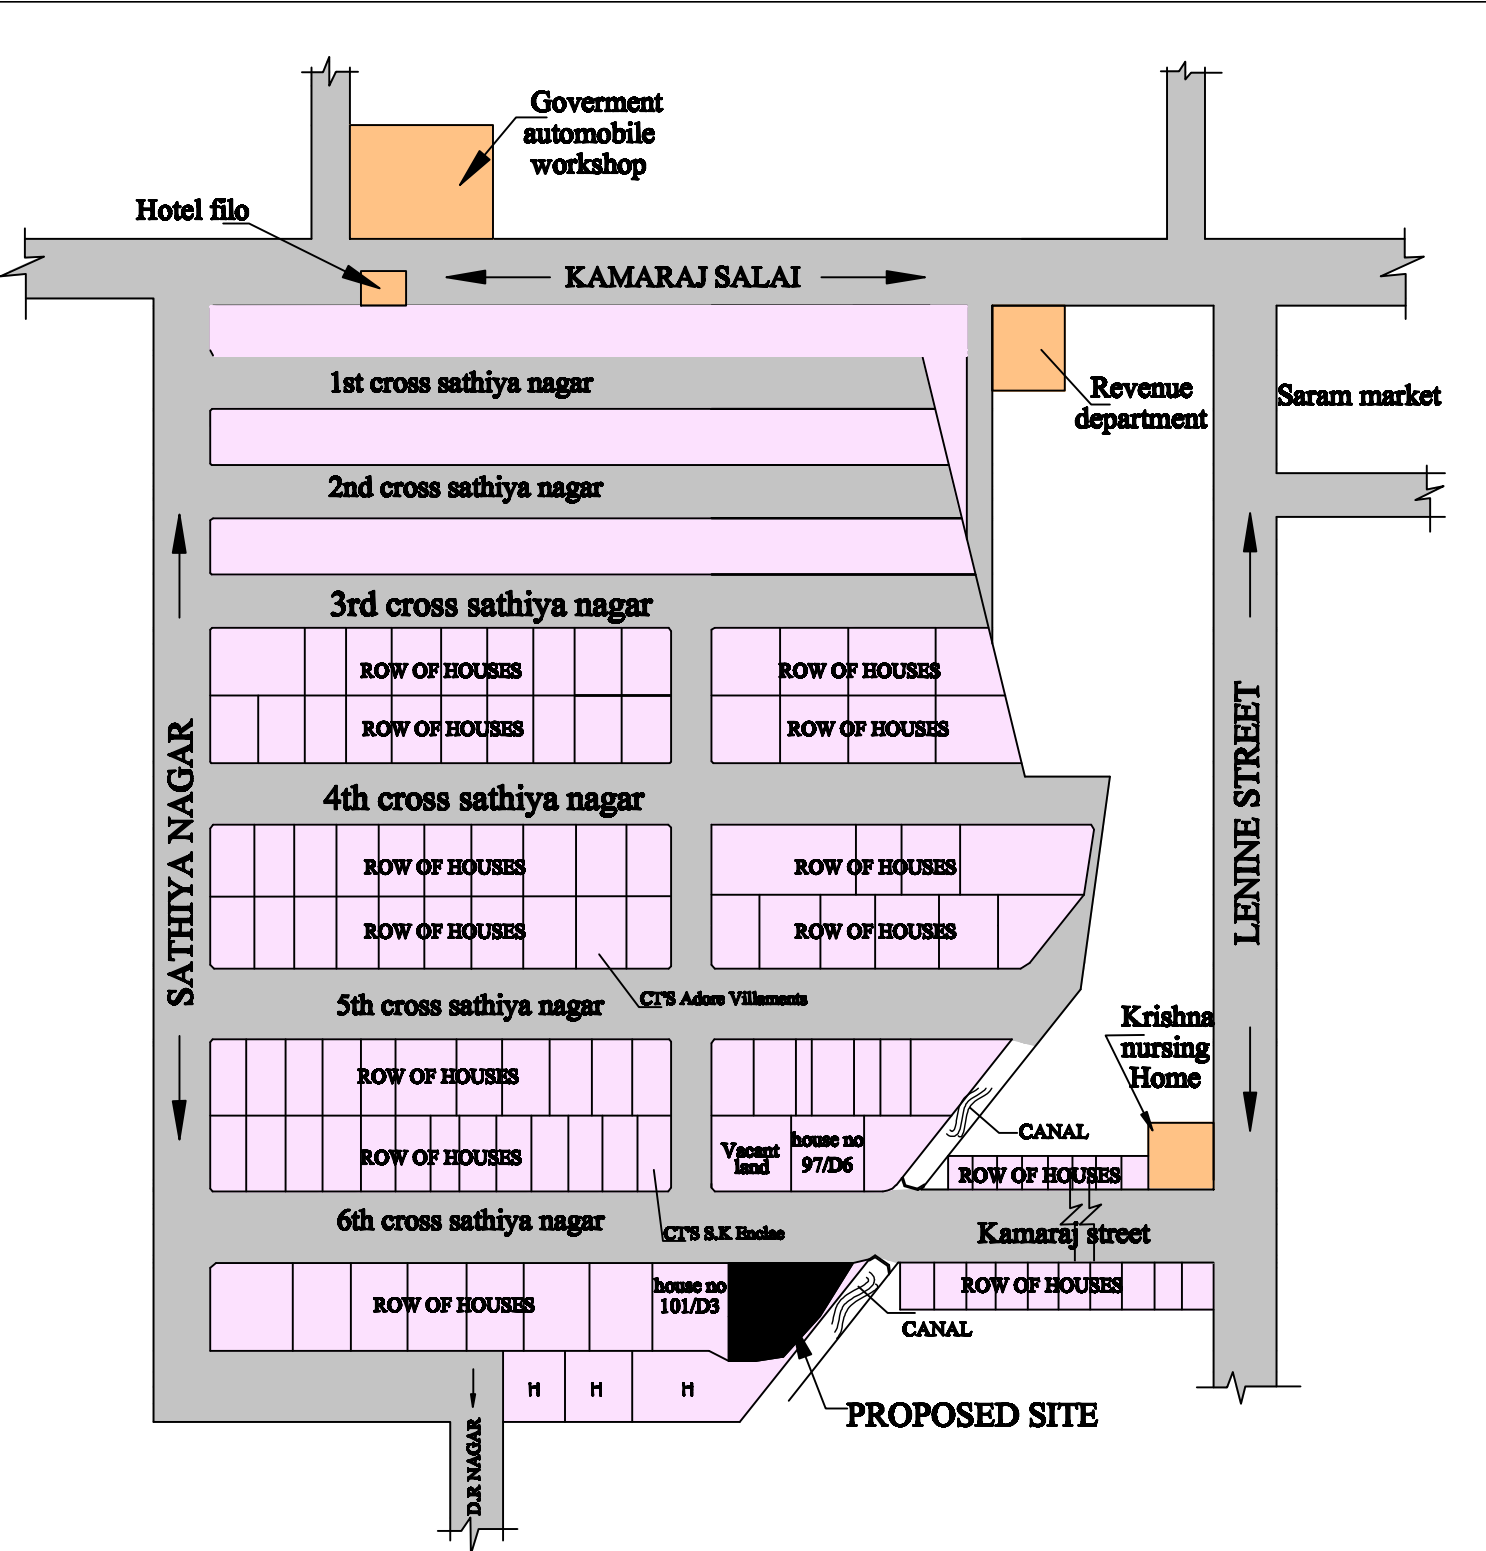 Goverment
automobile
workshop
Hotel filo
KAMARAJ SALAI
1st cross sathiya nagar
Revenue
department
Saram market
2nd cross sathiya nagar
3rd cross sathiya nagar
ROW OF HOUSES
ROW OF HOUSES
ROW OF HOUSES
ROW OF HOUSES
SATHIYA NAGAR
LENINE STREET
4th cross sathiya nagar
ROW OF HOUSES
ROW OF HOUSES
ROW OF HOUSES
ROW OF HOUSES
CTS Adore Villaments
5th cross sathiya nagar
Krishna
nursing
Home
ROW OF HOUSES
CANAL
Vacant
land
house no
97/D6
ROW OF HOUSES
ROW OF HOUSES
6th cross sathiya nagar
CTS S.K Enclae
Kamaraj street
house no
101/D3
ROW OF HOUSES
ROW OF HOUSES
CANAL
H
H
H
PROPOSED SITE
D.R NAGAR